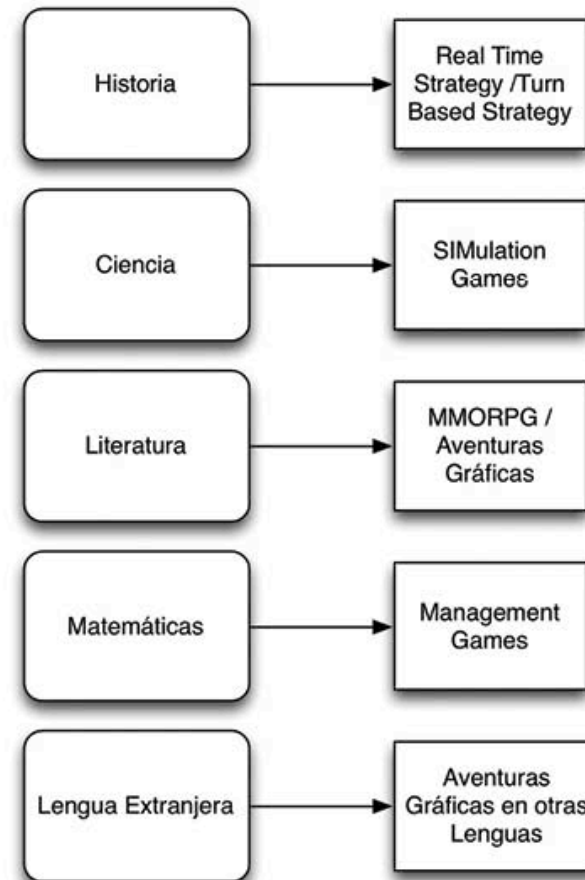 Historia
Real Time
Strategy /Turn
Based Strategy
Ciencia
SIMulation
Games
Literatura
MMORPG /
Aventuras
Gráficas
Matemáticas
Management
Games
Lengua Extranjera
Aventuras
Gráficas en otras
Lenguas